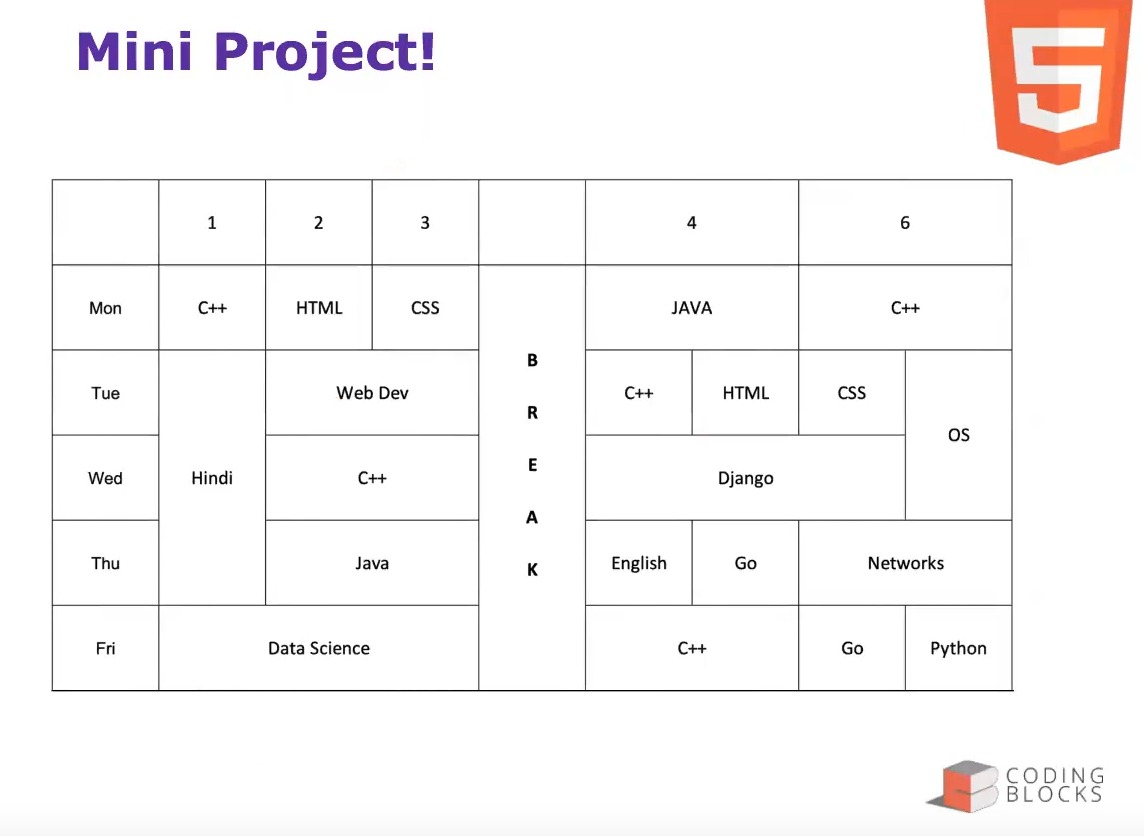 Mini Project!
5
1 2 3 4 6
Mon C++ HTML CSS JAVA C++
B
R
E
A
K
Tue Web Dev C++ HTML CSS
OS
Wed Hindi C++ Django
Thu Java English Go Networks
Fri Data Science C++ Go Python
CODING
BLOCKS